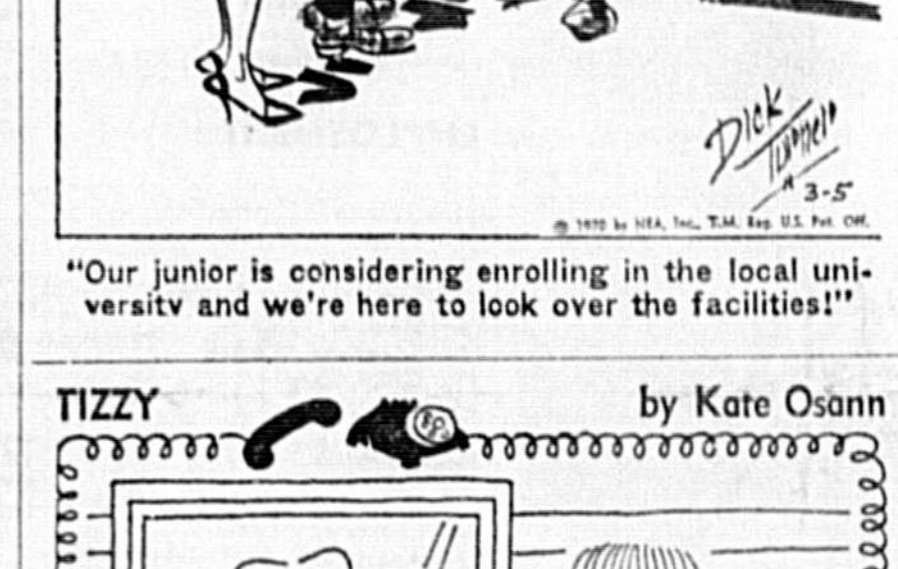 Dick
Turner
3-5
© 1970 by NEA, Inc., T.M. Reg. U.S. Pat. Off.
"Our junior is considering enrolling in the local uni-
versity and we're here to look over the facilities!"
TIZZY by Kate Osann